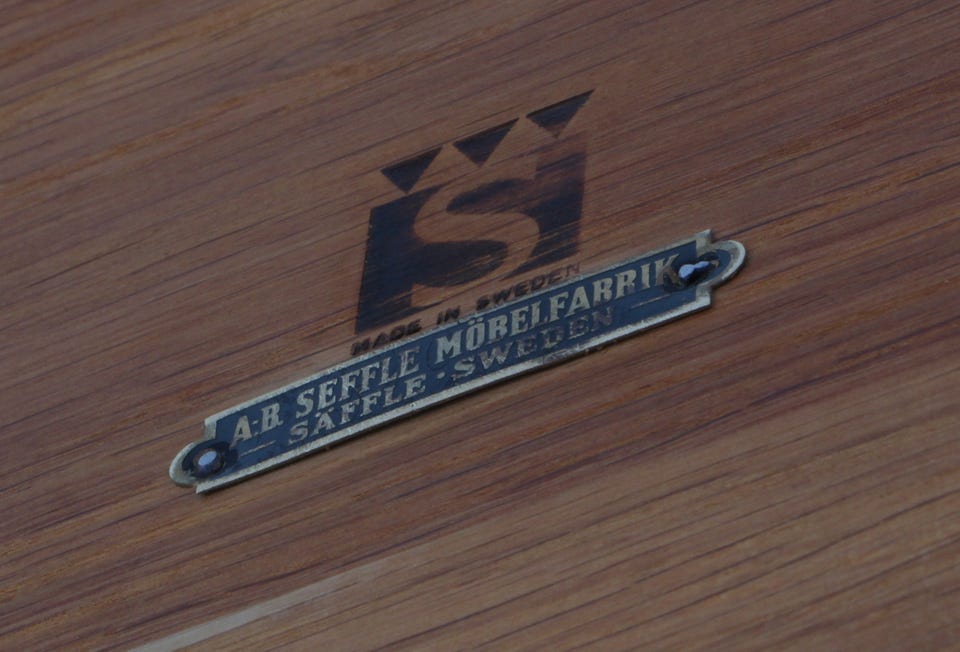 S
MADE IN SWEDEN
A.-B. SEFFLE MÖBELFABRIK
SÄFFLE · SWEDEN